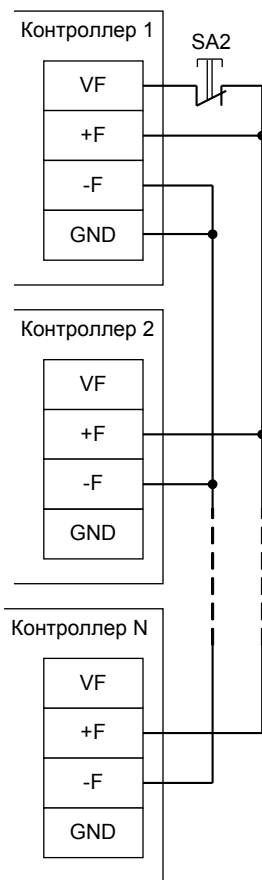 Контроллер 1
SA2
VF
+F
-F
GND
Контроллер 2
VF
+F
-F
GND
Контроллер N
VF
+F
-F
GND